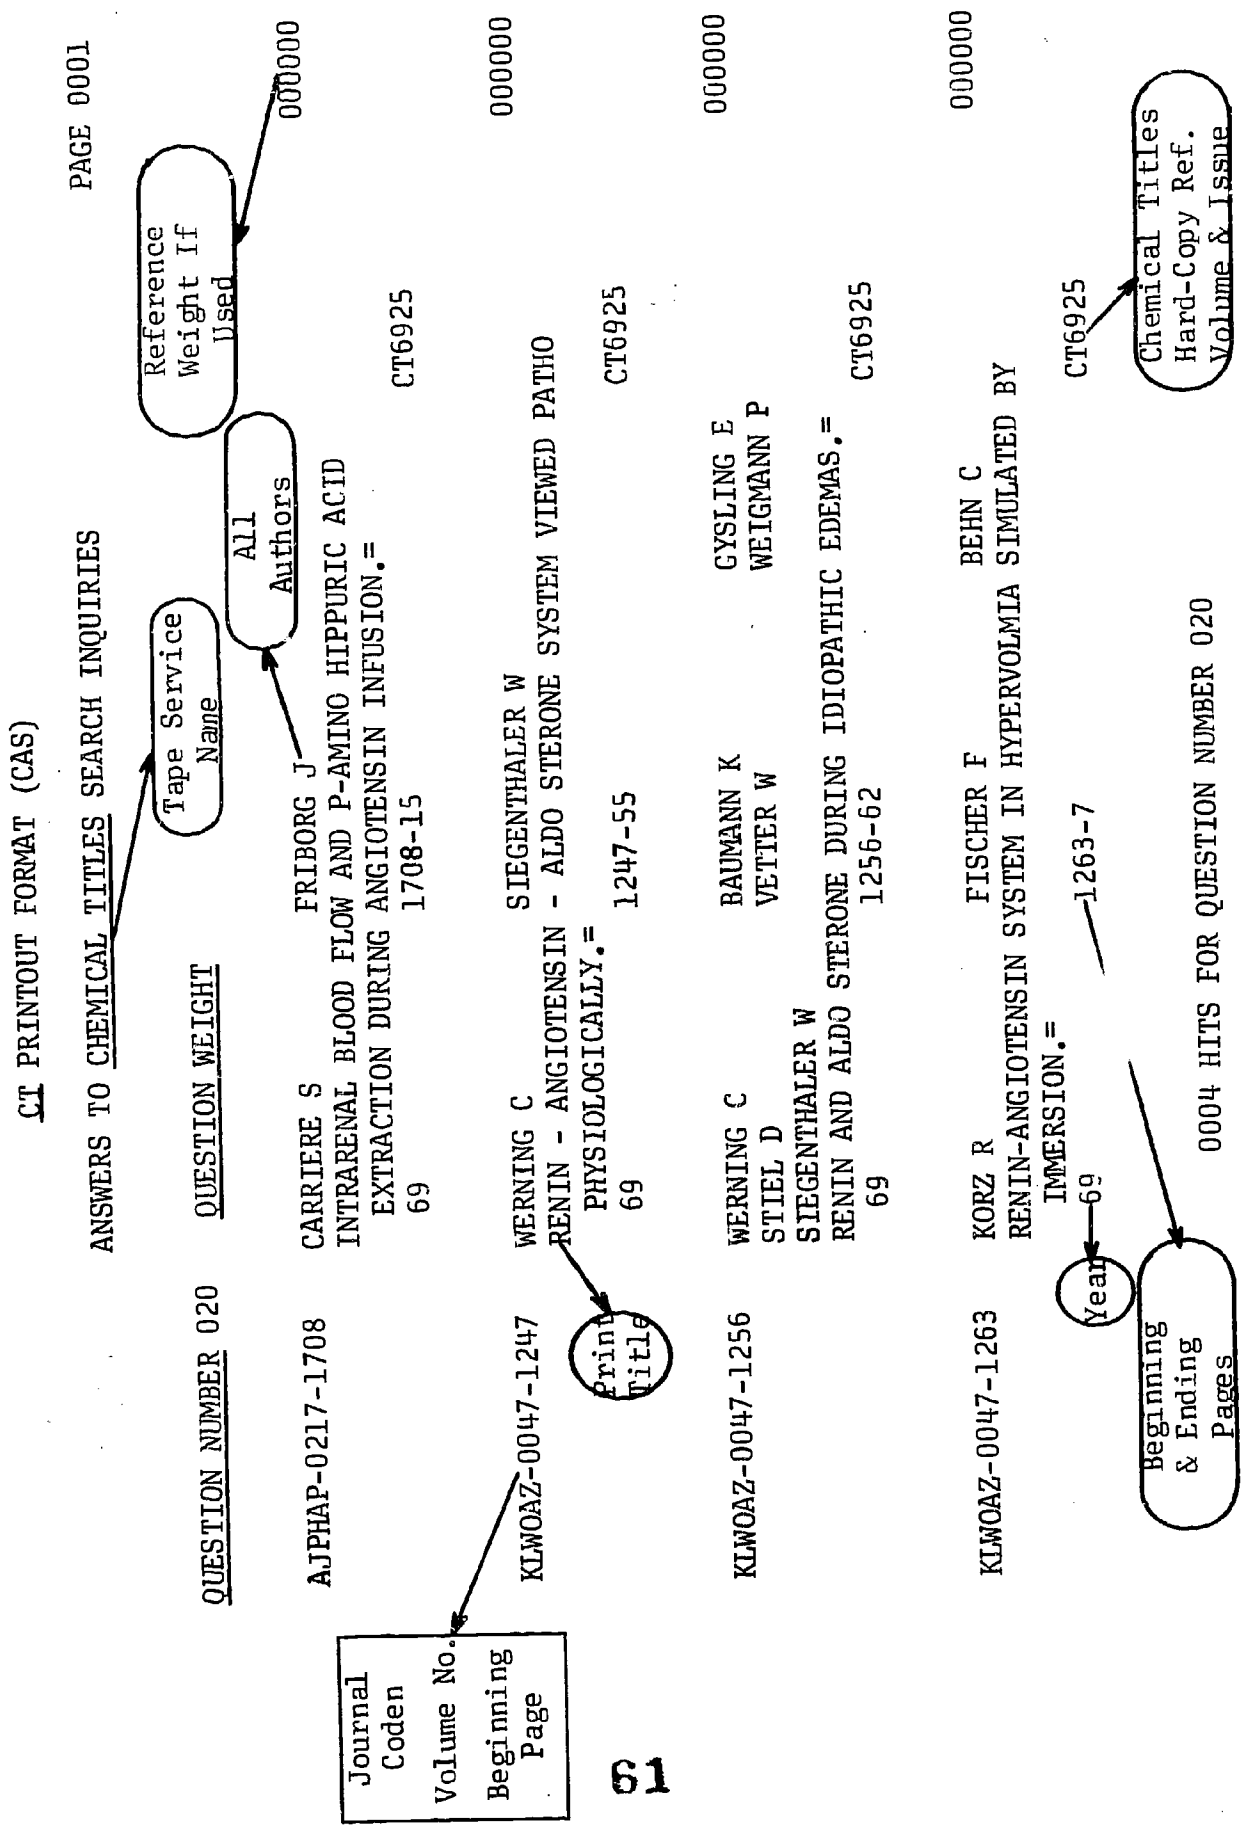 CT PRINTOUT FORMAT (CAS)
ANSWERS TO CHEMICAL TITLES SEARCH INQUIRIES
PAGE 0001
Tape Service
Name
Reference
Weight If
Used
QUESTION NUMBER 020
QUESTION WEIGHT
All
Authors
000000
AJPHAP-0217-1708
CARRIERE S
FRIBORG J
INTRARENAL BLOOD FLOW AND P-AMINO HIPPURIC ACID
EXTRACTION DURING ANGIOTENSIN INFUSION.=
69
1708-15
CT6925
Journal
Coden
Volume No.
Beginning
Page
KLWOAZ-0047-1247
WERNING C
SIEGENTHALER W
000000
RENIN - ANGIOTENSIN - ALDO STERONE SYSTEM VIEWED PATHO
PHYSIOLOGICALLY.=
69
1247-55
CT6925
Print
Title
KLWOAZ-0047-1256
WERNING C
BAUMANN K
GYSLING E
000000
STIEL D
VETTER W
WEIGMANN P
SIEGENTHALER W
RENIN AND ALDO STERONE DURING IDIOPATHIC EDEMAS.=
69
1256-62
CT6925
KLWOAZ-0047-1263
KORZ R
FISCHER F
BEHN C
000000
RENIN-ANGIOTENSIN SYSTEM IN HYPERVOLMIA SIMULATED BY
IMMERSION.=
69
1263-7
CT6925
Year
Beginning
& Ending
Pages
Chemical Titles
Hard-Copy Ref.
Volume & Issue
0004 HITS FOR QUESTION NUMBER 020
61